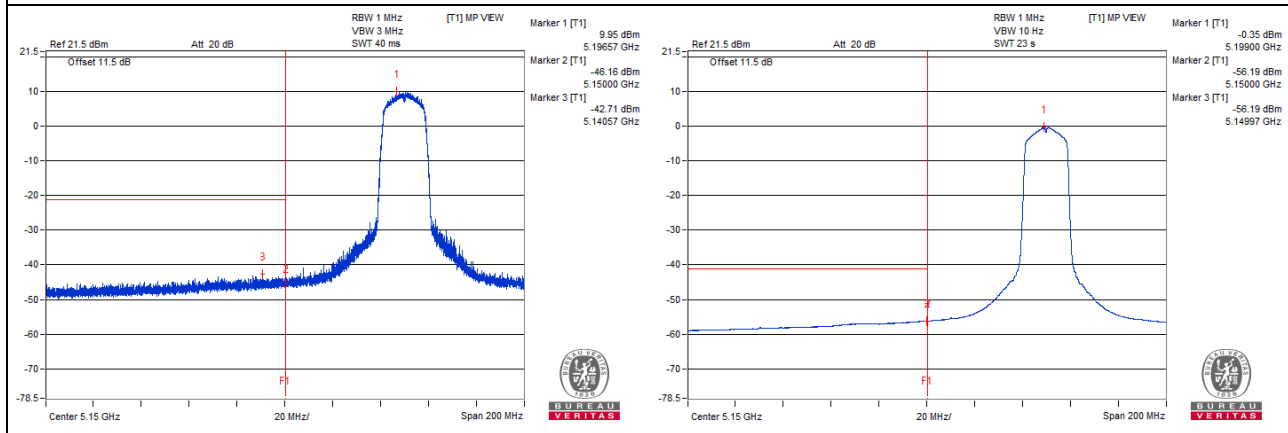 RBW 1 MHz
[T1] MP VIEW
VBW 3 MHz
Ref 21.5 dBm
Att 20 dB
SWT 40 ms
21.5
Offset 11.5 dB
10
0
-10
-20
-30
-40
-50
-60
-70
-78.5
1
3
2
F1
Center 5.15 GHz
20 MHz/
Span 200 MHz
Marker 1 [T1]
9.95 dBm
5.19657 GHz
Marker 2 [T1]
-46.16 dBm
5.15000 GHz
Marker 3 [T1]
-42.71 dBm
5.14057 GHz
BUREAU VERITAS
1828
BUREAU
VERITAS
RBW 1 MHz
[T1] MP VIEW
VBW 10 Hz
Ref 21.5 dBm
Att 20 dB
SWT 23 s
21.5
Offset 11.5 dB
10
0
-10
-20
-30
-40
-50
-60
-70
-78.5
1
F1
Center 5.15 GHz
20 MHz/
Span 200 MHz
Marker 1 [T1]
-0.35 dBm
5.19900 GHz
Marker 2 [T1]
-56.19 dBm
5.15000 GHz
Marker 3 [T1]
-56.19 dBm
5.14997 GHz
BUREAU VERITAS
1828
BUREAU
VERITAS